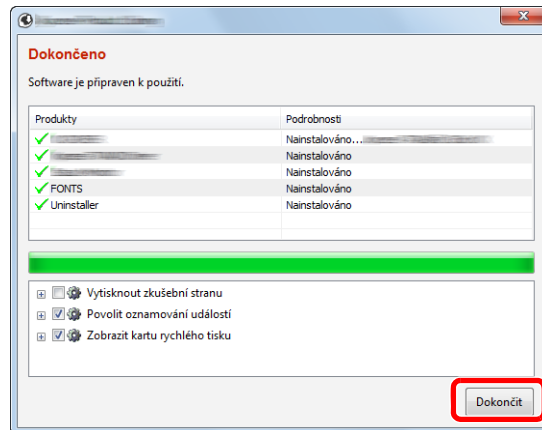 Dokončeno
Software je připraven k použití.
Produkty Podrobnosti
Nainstalováno...
Nainstalováno
Nainstalováno
FONTS Nainstalováno
Uninstaller Nainstalováno
Vytisknout zkušební stranu
Povolit oznamování událostí
Zobrazit kartu rychlého tisku
Dokončit